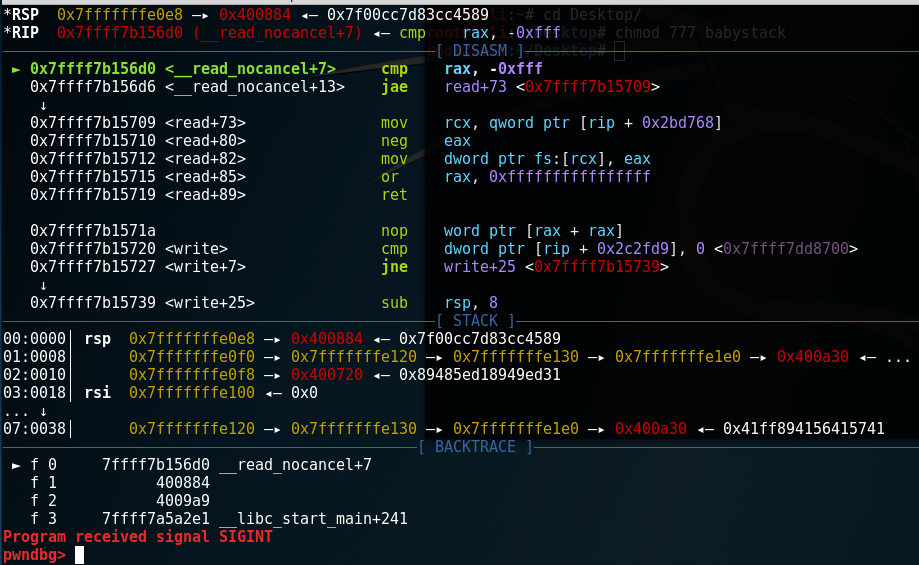 *RSP  0x7fffffffe0e8 —▸ 0x400884 ◂— 0x7f00cc7d83cc4589
*RIP  0x7ffff7b156d0 (__read_nocancel+7) ◂— cmp    rax, -0xfff
[ DISASM ]
► 0x7ffff7b156d0 <__read_nocancel+7>     cmp    rax, -0xfff
0x7ffff7b156d6 <__read_nocancel+13>    jae    read+73 <0x7ffff7b15709>
↓
0x7ffff7b15709 <read+73>               mov    rcx, qword ptr [rip + 0x2bd768]
0x7ffff7b15710 <read+80>               neg    eax
0x7ffff7b15712 <read+82>               mov    dword ptr fs:[rcx], eax
0x7ffff7b15715 <read+85>               or     rax, 0xffffffffffffffff
0x7ffff7b15719 <read+89>               ret
0x7ffff7b1571a                         nop    word ptr [rax + rax]
0x7ffff7b15720 <write>                 cmp    dword ptr [rip + 0x2c2fd9], 0 <0x7ffff7dd8700>
0x7ffff7b15727 <write+7>               jne    write+25 <0x7ffff7b15739>
↓
0x7ffff7b15739 <write+25>              sub    rsp, 8
[ STACK ]
00:0000│ rsp  0x7fffffffe0e8 —▸ 0x400884 ◂— 0x7f00cc7d83cc4589
01:0008│      0x7fffffffe0f0 —▸ 0x7fffffffe120 —▸ 0x7fffffffe130 —▸ 0x7fffffffe1e0 —▸ 0x400a30 ◂— ...
02:0010│      0x7fffffffe0f8 —▸ 0x400720 ◂— 0x89485ed18949ed31
03:0018│ rsi  0x7fffffffe100 ◂— 0x0
... ↓
07:0038│      0x7fffffffe120 —▸ 0x7fffffffe130 —▸ 0x7fffffffe1e0 —▸ 0x400a30 ◂— 0x41ff894156415741
[ BACKTRACE ]
► f 0     7ffff7b156d0 __read_nocancel+7
f 1           400884
f 2           4009a9
f 3     7ffff7a5a2e1 __libc_start_main+241
Program received signal SIGINT
pwndbg>